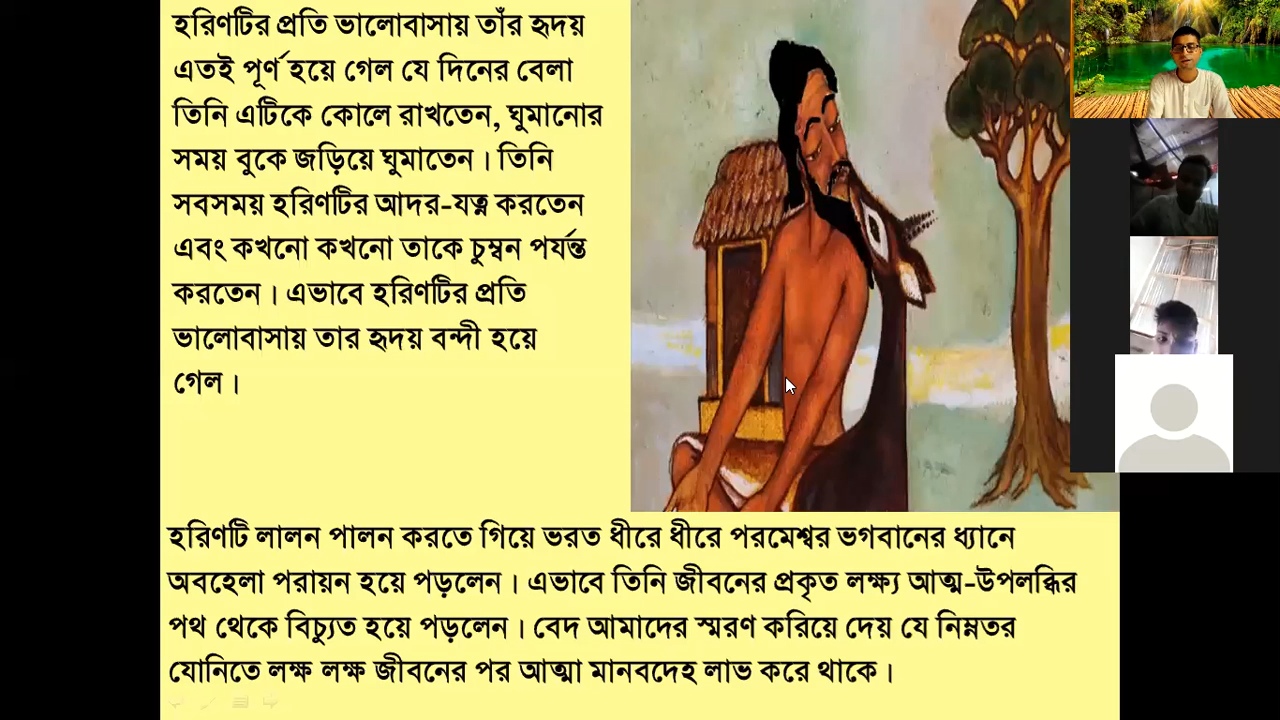 হরিণটির প্রতি ভালোবাসায় তাঁর হৃদয়
এতই পূর্ণ হয়ে গেল যে দিনের বেলা
তিনি এটিকে কোলে রাখতেন, ঘুমানোর
সময় বুকে জড়িয়ে ঘুমাতেন। তিনি
সবসময় হরিণটির আদর-যত্ন করতেন
এবং কখনো কখনো তাকে চুম্বন পর্যন্ত
করতেন। এভাবে হরিণটির প্রতি
ভালোবাসায় তার হৃদয় বন্দী হয়ে
গেল।
হরিণটি লালন পালন করতে গিয়ে ভরত ধীরে ধীরে পরমেশ্বর ভগবানের ধ্যানে
অবহেলা পরায়ন হয়ে পড়লেন। এভাবে তিনি জীবনের প্রকৃত লক্ষ্য আত্ম-উপলব্ধির
পথ থেকে বিচ্যুত হয়ে পড়লেন। বেদ আমাদের স্মরণ করিয়ে দেয় যে নিম্নতর
যোনিতে লক্ষ লক্ষ জীবনের পর আত্মা মানবদেহ লাভ করে থাকে।